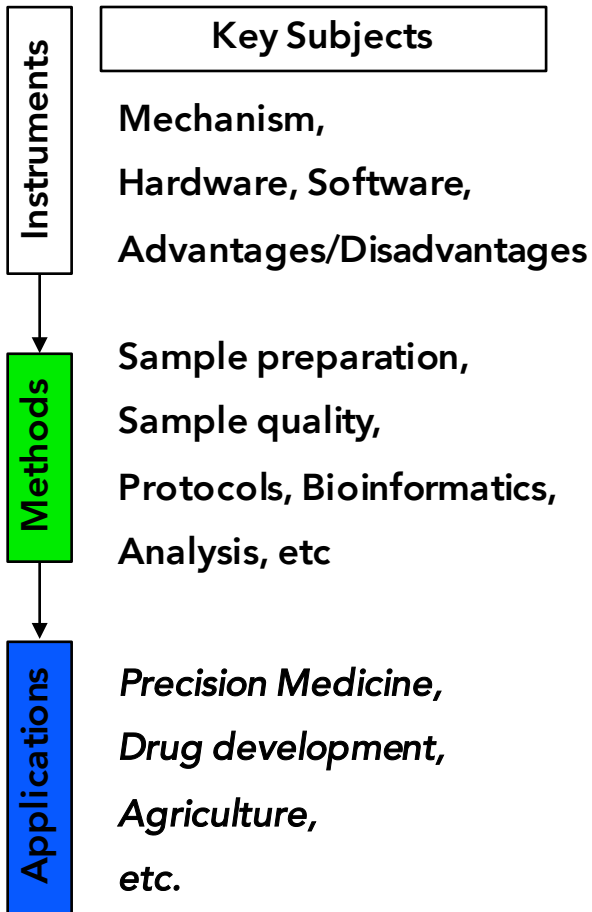 Key Subjects
Instruments
Mechanism,
Hardware, Software,
Advantages/Disadvantages
Methods
Sample preparation,
Sample quality,
Protocols, Bioinformatics,
Analysis, etc
Applications
Precision Medicine,
Drug development,
Agriculture,
etc.